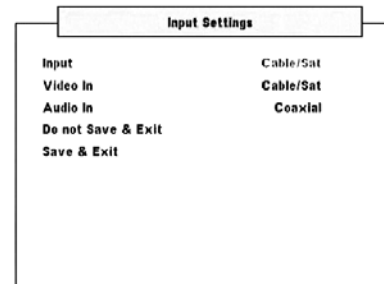 Input Settings
Input Cable/Sat
Video In Cable/Sat
Audio In Coaxial
Do not Save & Exit
Save & Exit